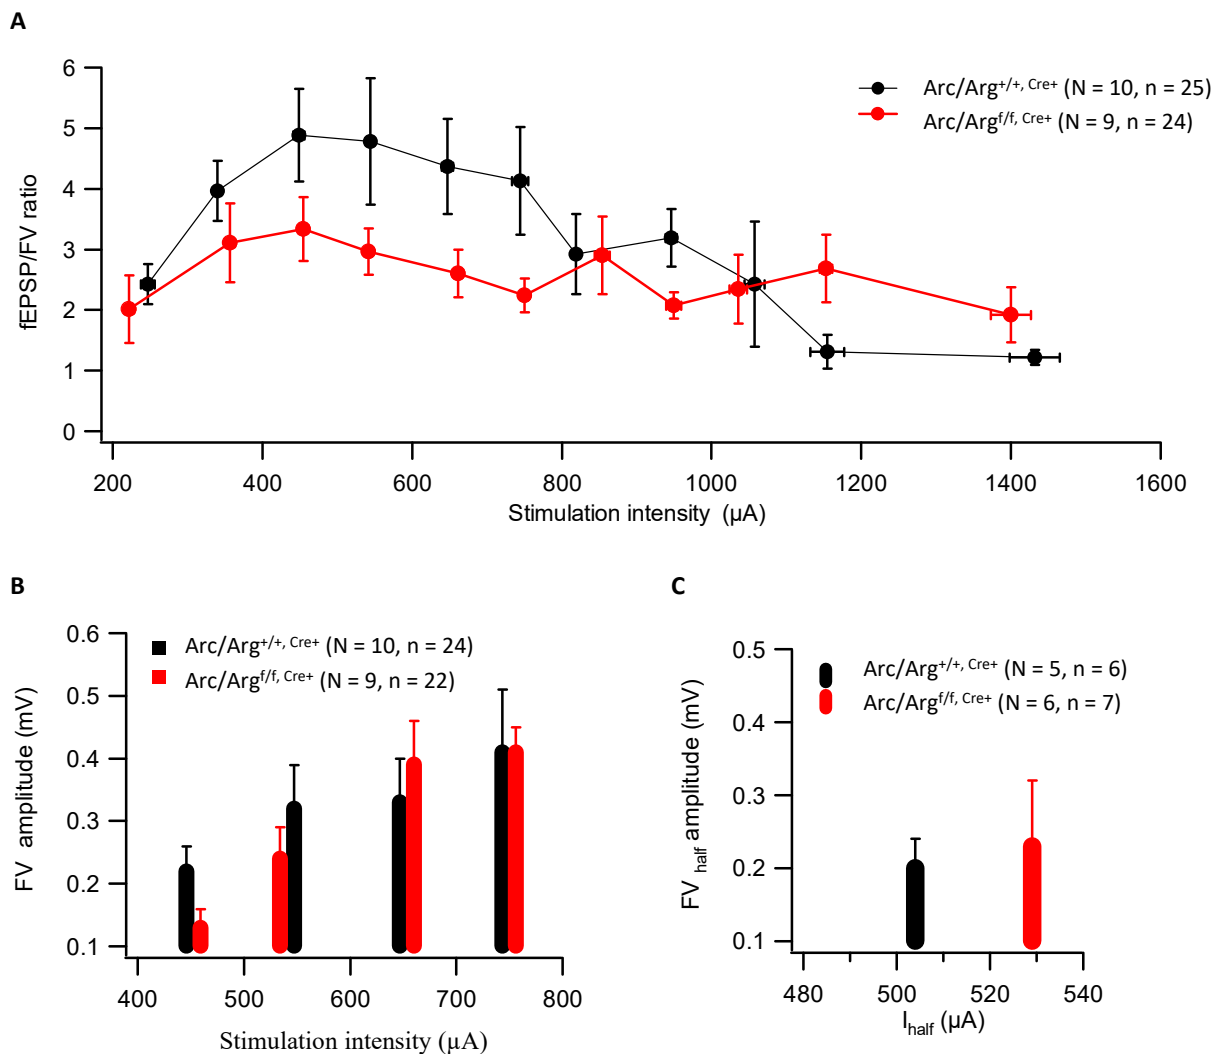 A
6
5
4
3
2
1
0
fEPSP/FV ratio
Arc/Arg+/+, Cre+ (N = 10, n = 25)
Arc/Argf/f, Cre+ (N = 9, n = 24)
200 400 600 800 1000 1200 1400 1600
Stimulation intensity (µA)
B
0.6
0.5
0.4
0.3
0.2
0.1
FV amplitude (mV)
Arc/Arg+/+, Cre+ (N = 10, n = 24)
Arc/Argf/f, Cre+ (N = 9, n = 22)
400 500 600 700 800
Stimulation intensity (µA)
C
0.5
0.4
0.3
0.2
0.1
FV half amplitude (mV)
Arc/Arg+/+, Cre+ (N = 5, n = 6)
Arc/Argf/f, Cre+ (N = 6, n = 7)
480 500 520 540
Ihalf (µA)